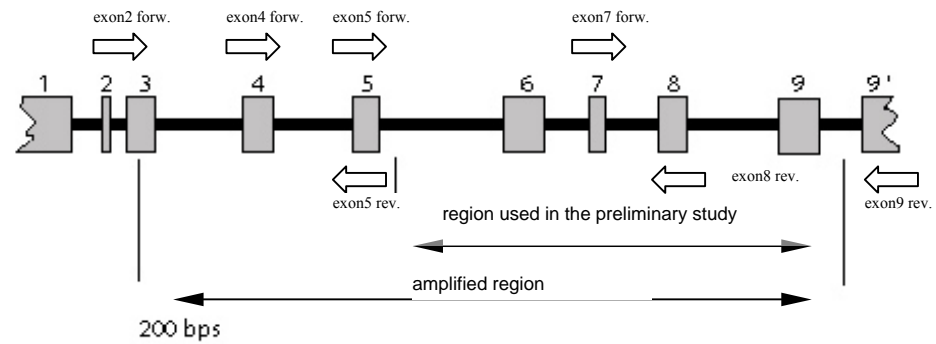 exon2 forw. exon4 forw. exon5 forw. exon7 forw.
1 2 3 4 5 6 7 8 9 9'
exon5 rev. exon8 rev. exon9 rev.
region used in the preliminary study
amplified region
200 bps